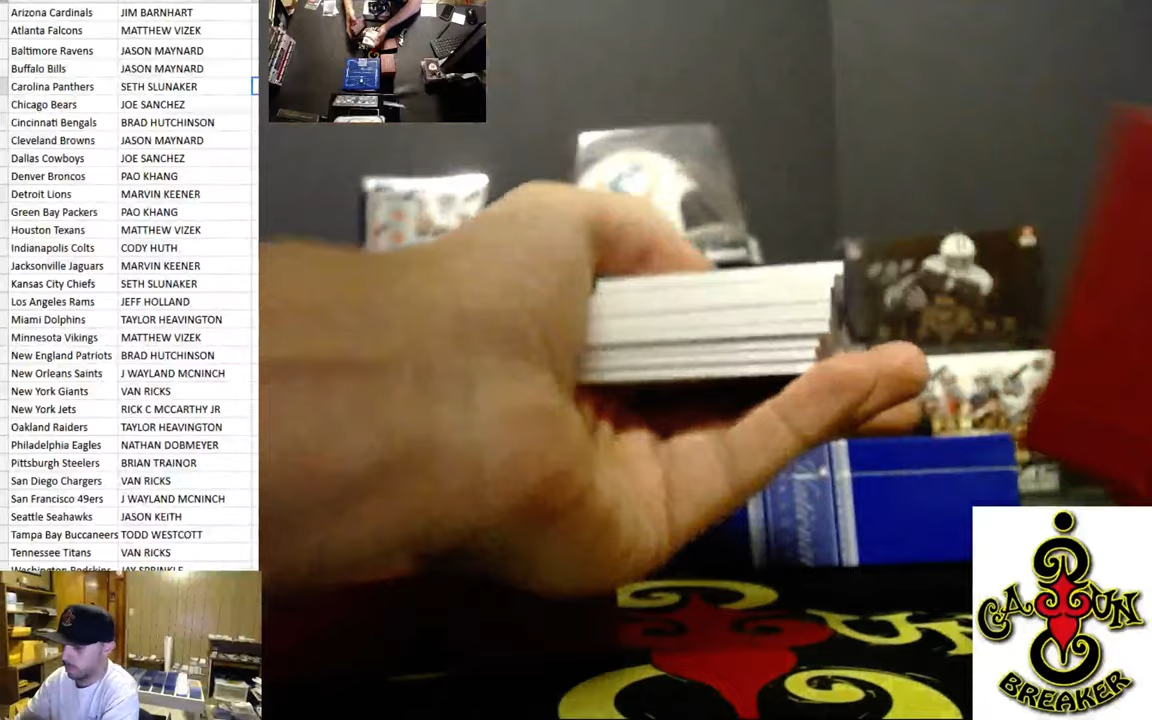 Arizona Cardinals JIM BARNHART
Atlanta Falcons MATTHEW VIZEK
Baltimore Ravens JASON MAYNARD
Buffalo Bills JASON MAYNARD
Carolina Panthers SETH SLUNAKER
Chicago Bears JOE SANCHEZ
Cincinnati Bengals BRAD HUTCHINSON
Cleveland Browns JASON MAYNARD
Dallas Cowboys JOE SANCHEZ
Denver Broncos PAO KHANG
Detroit Lions MARVIN KEENER
Green Bay Packers PAO KHANG
Houston Texans MATTHEW VIZEK
Indianapolis Colts CODY HUTH
Jacksonville Jaguars MARVIN KEENER
Kansas City Chiefs SETH SLUNAKER
Los Angeles Rams JEFF HOLLAND
Miami Dolphins TAYLOR HEAVINGTON
Minnesota Vikings MATTHEW VIZEK
New England Patriots BRAD HUTCHINSON
New Orleans Saints J WAYLAND MCNINCH
New York Giants VAN RICKS
New York Jets RICK C MCCARTHY JR
Oakland Raiders TAYLOR HEAVINGTON
Philadelphia Eagles NATHAN DOBMEYER
Pittsburgh Steelers BRIAN TRAINOR
San Diego Chargers VAN RICKS
San Francisco 49ers J WAYLAND MCNINCH
Seattle Seahawks JASON KEITH
Tampa Bay Buccaneers TODD WESTCOTT
Tennessee Titans VAN RICKS
Washington Redskins JAY SPRINKLE
CAJUN
BREAKER